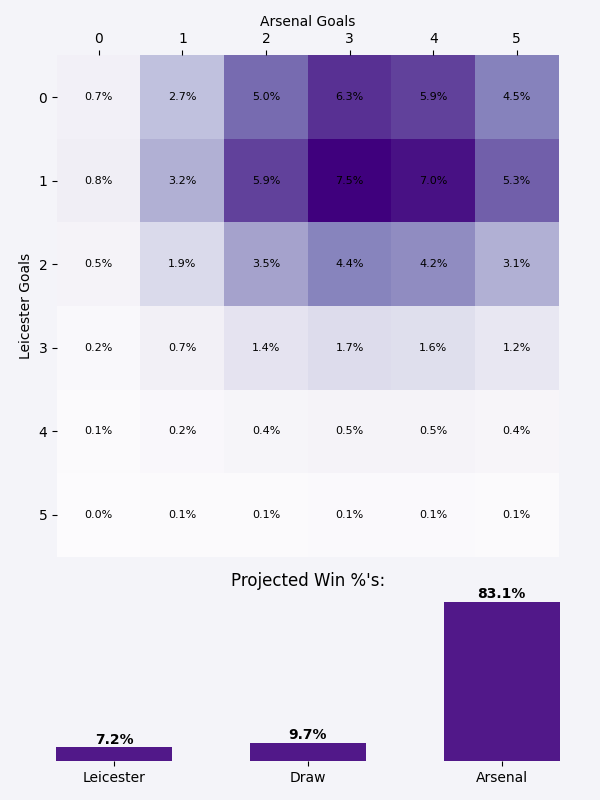 Arsenal Goals
0 1 2 3 4 5
Leicester Goals
0 0.7% 2.7% 5.0% 6.3% 5.9% 4.5%
1 0.8% 3.2% 5.9% 7.5% 7.0% 5.3%
2 0.5% 1.9% 3.5% 4.4% 4.2% 3.1%
3 0.2% 0.7% 1.4% 1.7% 1.6% 1.2%
4 0.1% 0.2% 0.4% 0.5% 0.5% 0.4%
5 0.0% 0.1% 0.1% 0.1% 0.1% 0.1%
Projected Win %'s:
7.2% 9.7% 83.1%
Leicester Draw Arsenal